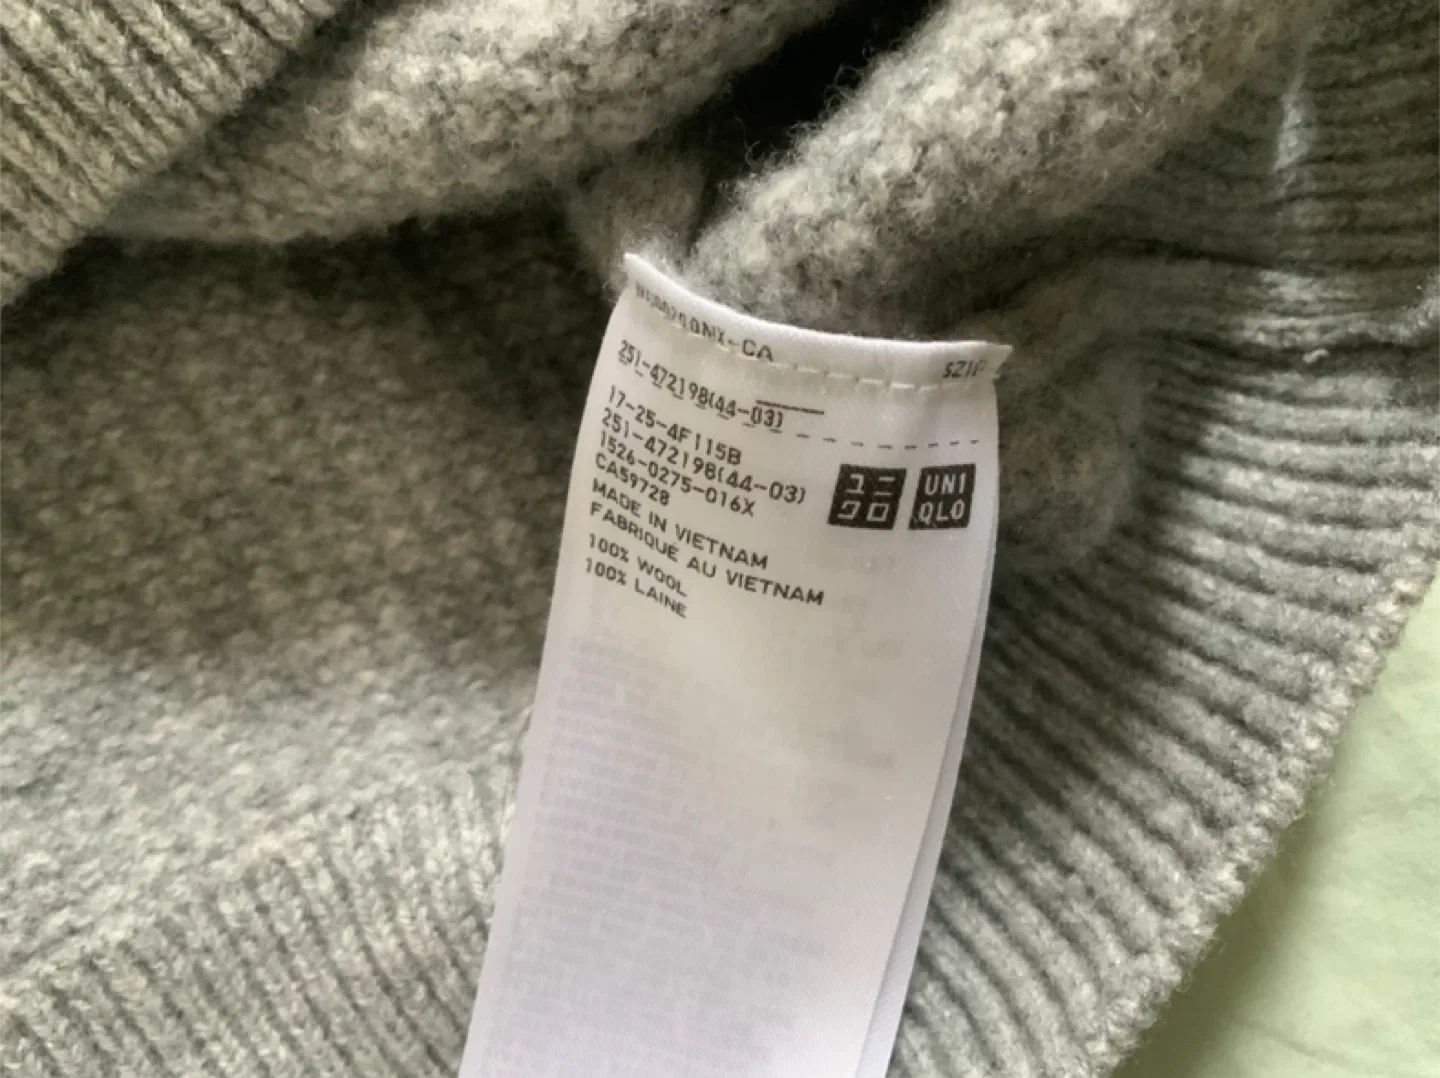 251-472198(44-03)
17-25-4F115B
251-472198(44-03)
1526-0275-016X
CA59728
MADE IN VIETNAM
FABRIQUE AU VIETNAM
100% WOOL
100% LAINE
ユニ
クロ
UNI
QLO